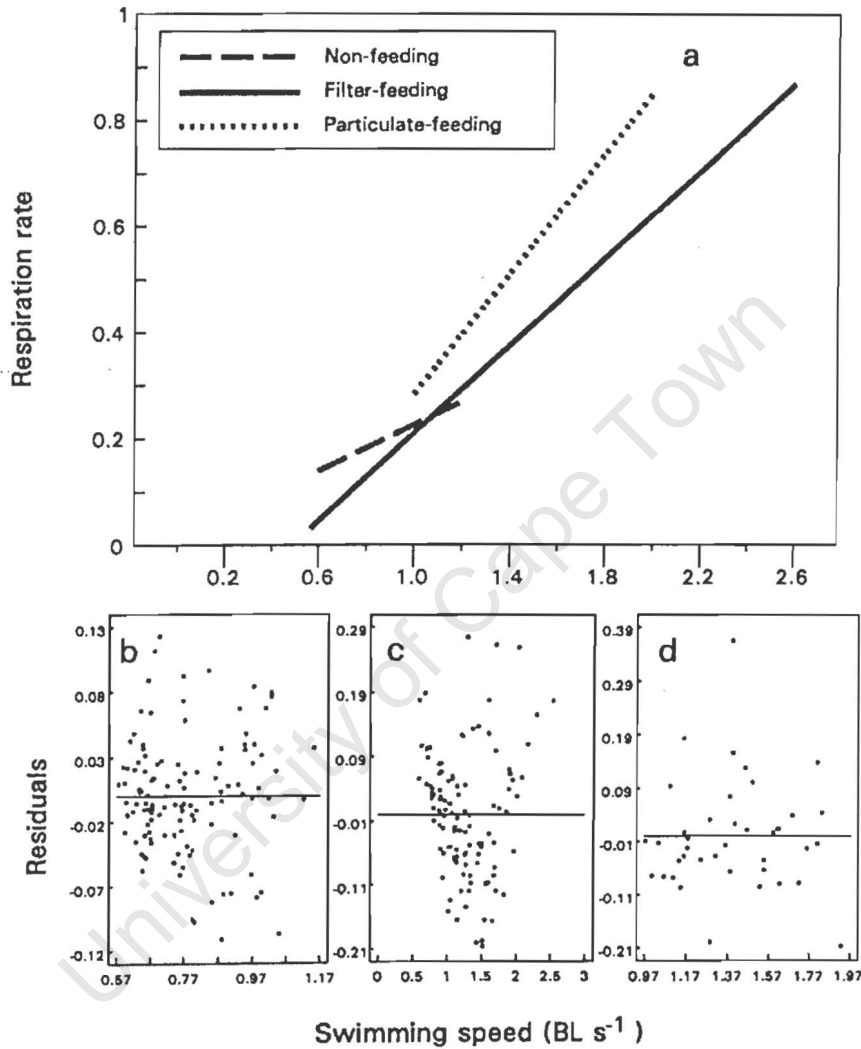 1
Non-feeding
a
Filter-feeding
Particulate-feeding
0.8
0.6
0.4
0.2
0
Respiration rate
0.2 0.6 1.0 1.4 1.8 2.2 2.6
b
0.13
0.08
0.03
-0.02
-0.07
-0.12
0.57 0.77 0.97 1.17
c
0.29
0.19
0.09
-0.01
-0.11
-0.21
0 0.5 1 1.5 2 2.5 3
d
0.39
0.29
0.19
0.09
-0.01
-0.11
-0.21
0.97 1.17 1.37 1.57 1.77 1.97
Residuals
Swimming speed (BL s⁻¹)
University of Cape Town